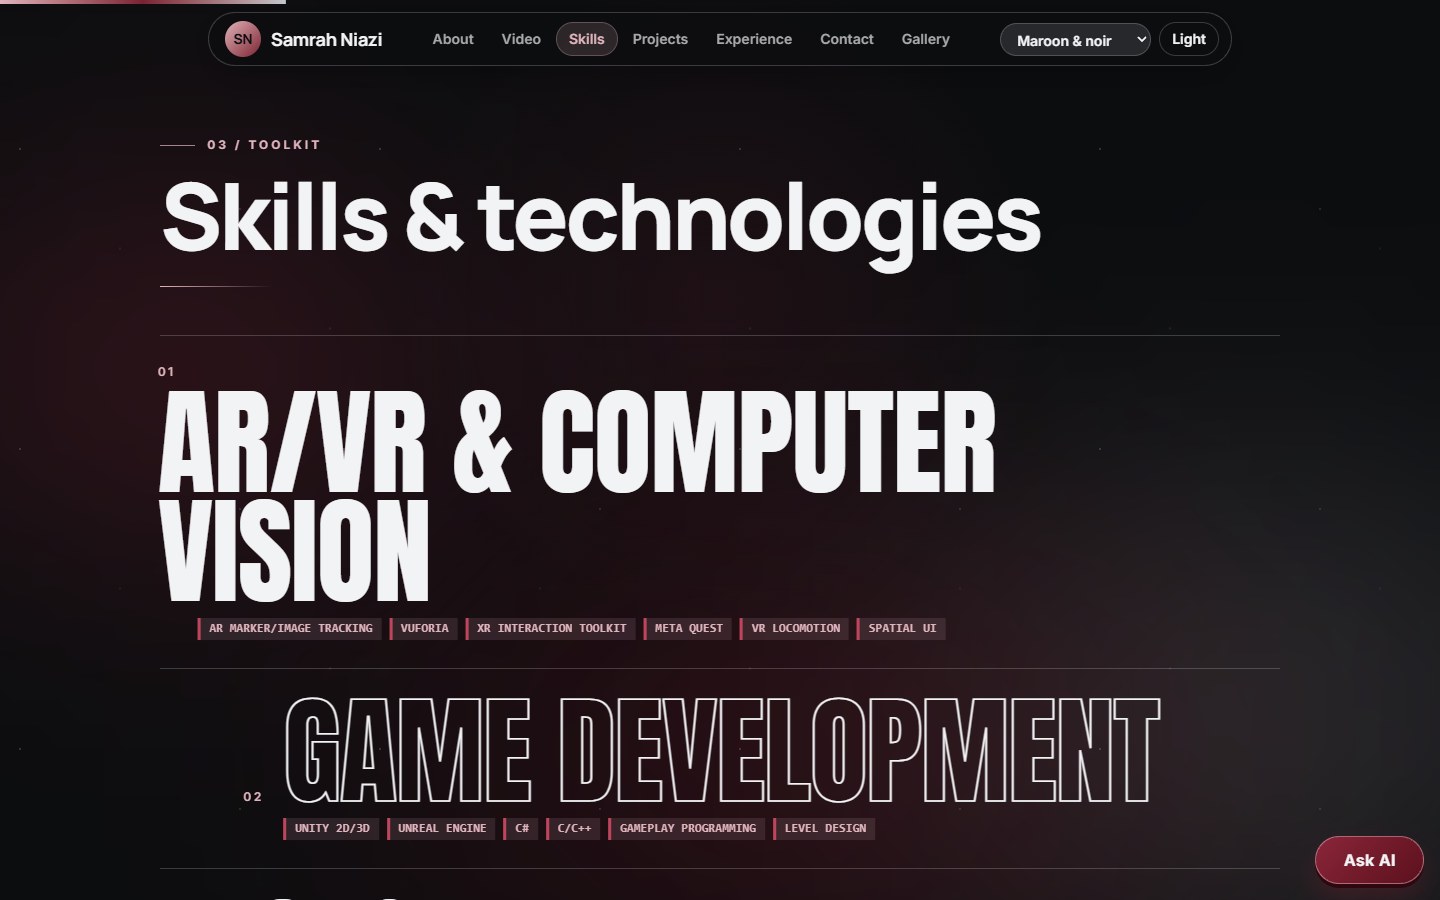 SN Samrah Niazi About Video Skills Projects Experience Contact Gallery Maroon & noir Light
03 / TOOLKIT
Skills & technologies
01
AR/VR & COMPUTER
VISION
AR MARKER/IMAGE TRACKING VUFORIA XR INTERACTION TOOLKIT META QUEST VR LOCOMOTION SPATIAL UI
02 GAME DEVELOPMENT
UNITY 2D/3D UNREAL ENGINE C# C/C++ GAMEPLAY PROGRAMMING LEVEL DESIGN
Ask AI